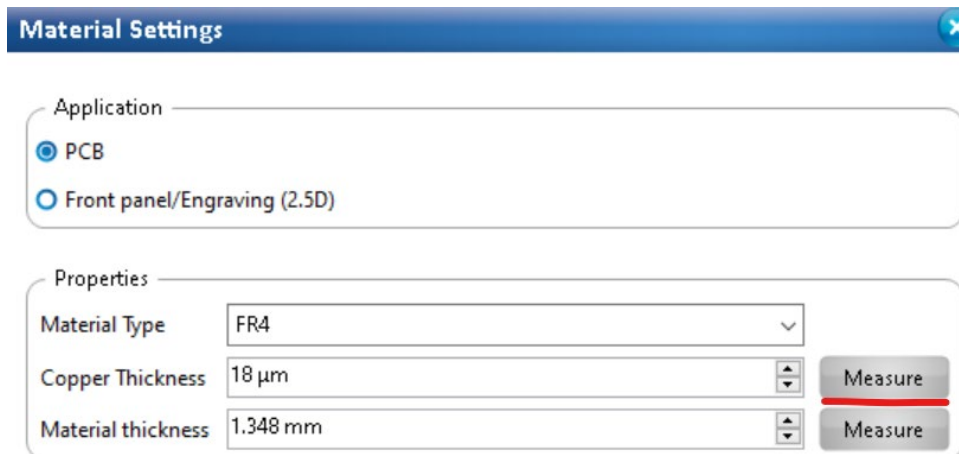 Material Settings
Application
PCB
Front panel/Engraving (2.5D)
Properties
Material Type FR4
Copper Thickness 18 µm Measure
Material thickness 1.348 mm Measure